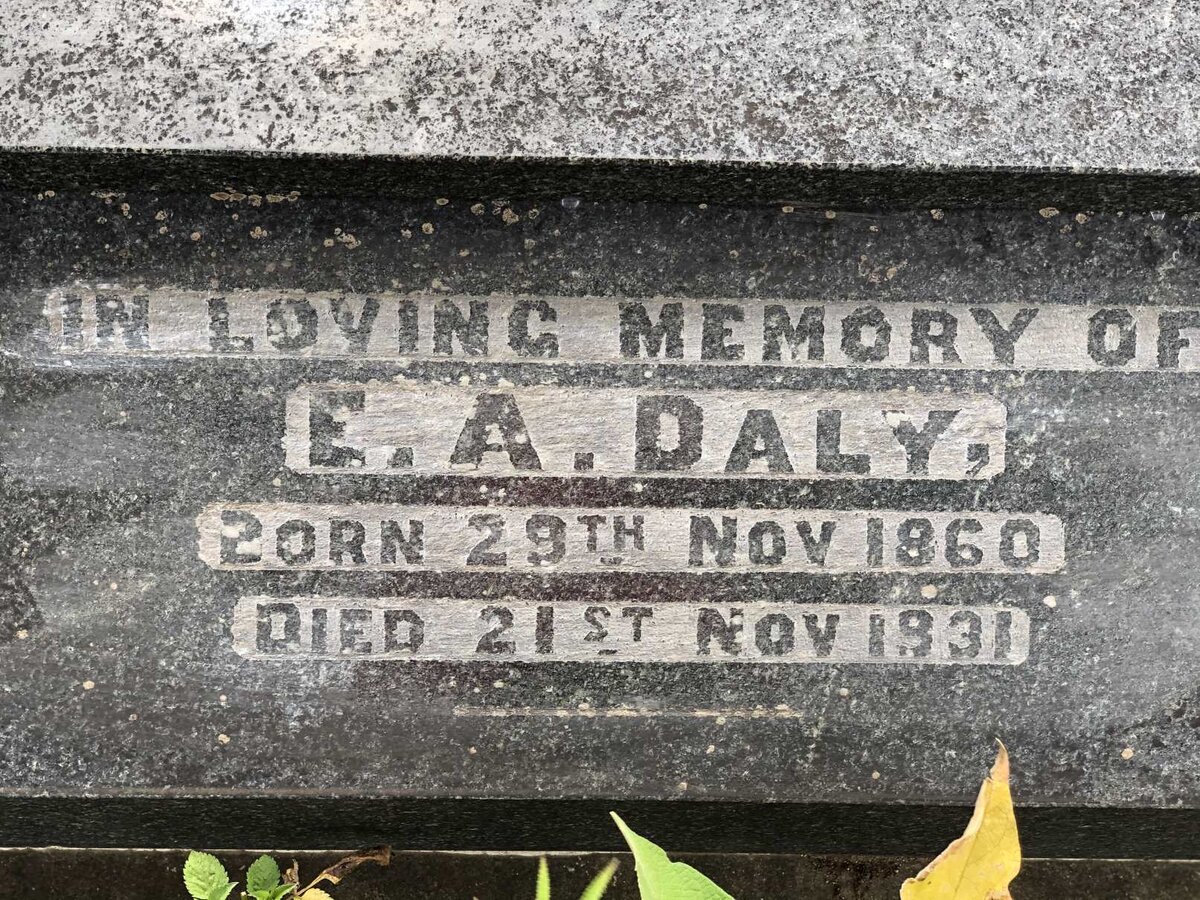 IN LOVING MEMORY OF
E. A. DALY,
BORN 29TH NOV 1860
DIED 21ST NOV 1931